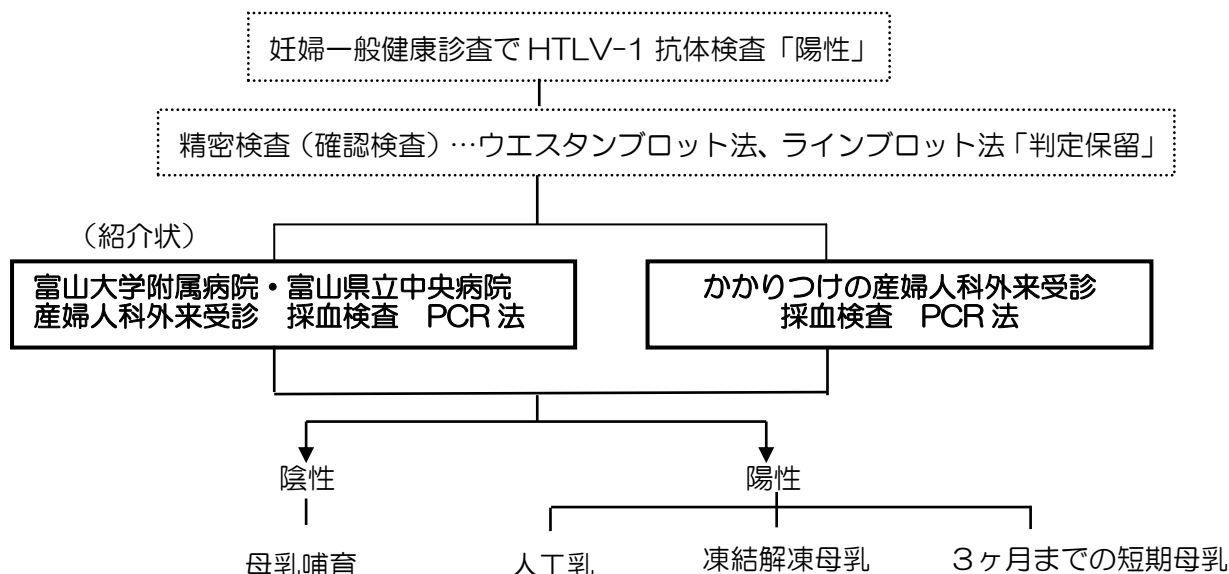 妊婦一般健康診査で HTLV-1 抗体検査「陽性」
精密検査（確認検査）…ウエスタンブロット法、ラインブロット法「判定保留」
（紹介状）
富山大学附属病院・富山県立中央病院
産婦人科外来受診　採血検査　PCR 法
かかりつけの産婦人科外来受診
採血検査　PCR 法
陰性
陽性
母乳哺育
人工乳
凍結解凍母乳
３ヶ月までの短期母乳